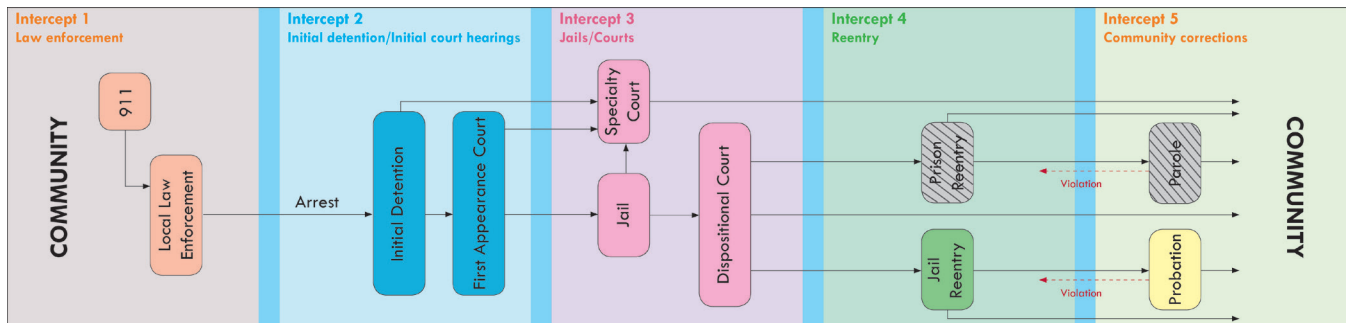 Intercept 1
Law enforcement
Intercept 2
Initial detention/Initial court hearings
Intercept 3
Jails/Courts
Intercept 4
Reentry
Intercept 5
Community corrections
COMMUNITY
911
Local Law
Enforcement
Arrest
Initial Detention
First Appearance Court
Specialty
Court
Jail
Dispositional Court
Prison
Reentry
Jail
Reentry
Violation
Parole
Violation
Probation
COMMUNITY